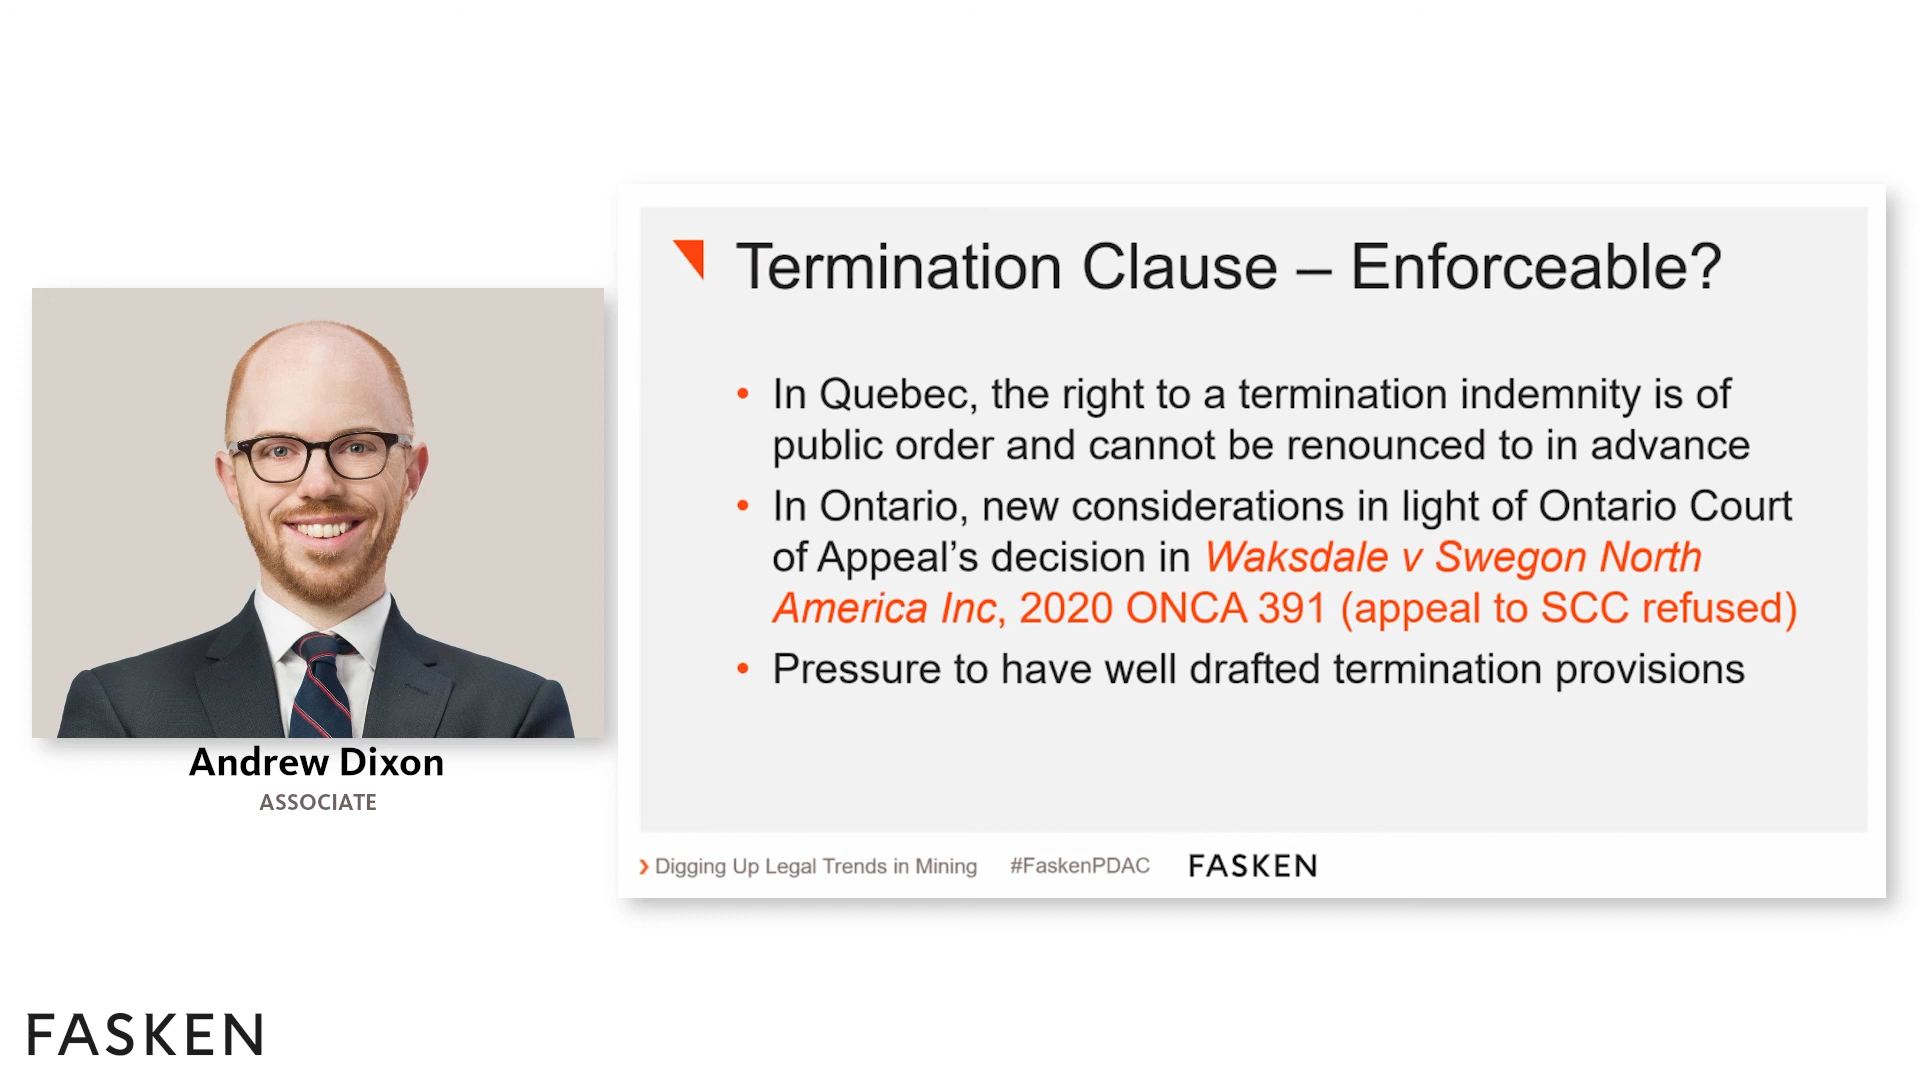 Termination Clause – Enforceable?
• In Quebec, the right to a termination indemnity is of
public order and cannot be renounced to in advance
• In Ontario, new considerations in light of Ontario Court
of Appeal’s decision in Waksdale v Swegon North
America Inc, 2020 ONCA 391 (appeal to SCC refused)
• Pressure to have well drafted termination provisions
Andrew Dixon
ASSOCIATE
Digging Up Legal Trends in Mining #FaskenPDAC FASKEN
FASKEN